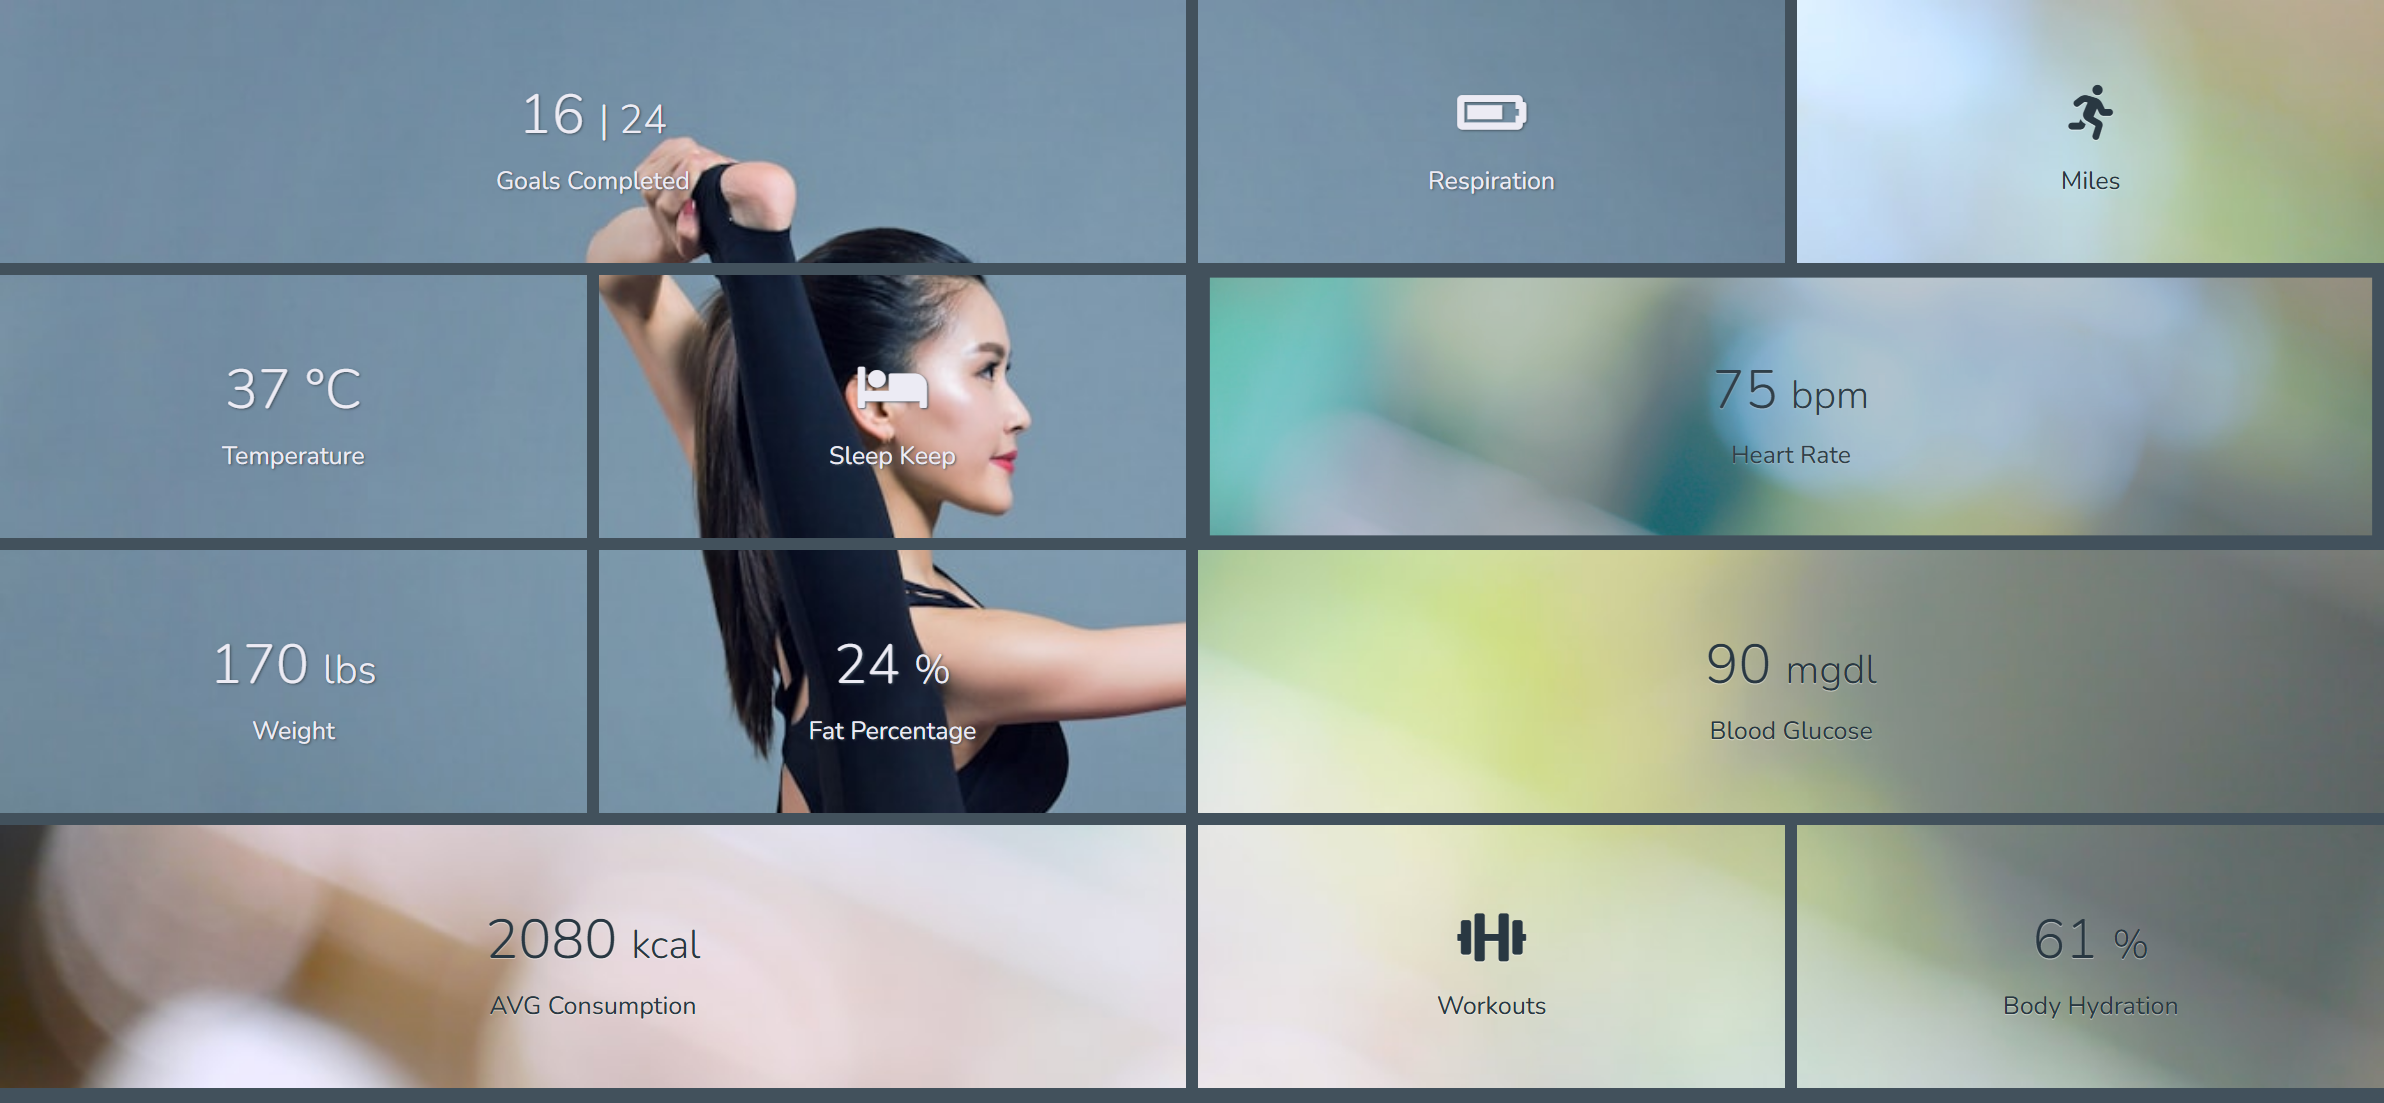 16 | 24
Goals Completed
Respiration
Miles
37 °C
Temperature
Sleep Keep
75 bpm
Heart Rate
170 lbs
Weight
24 %
Fat Percentage
90 mgdl
Blood Glucose
2080 kcal
AVG Consumption
Workouts
61 %
Body Hydration